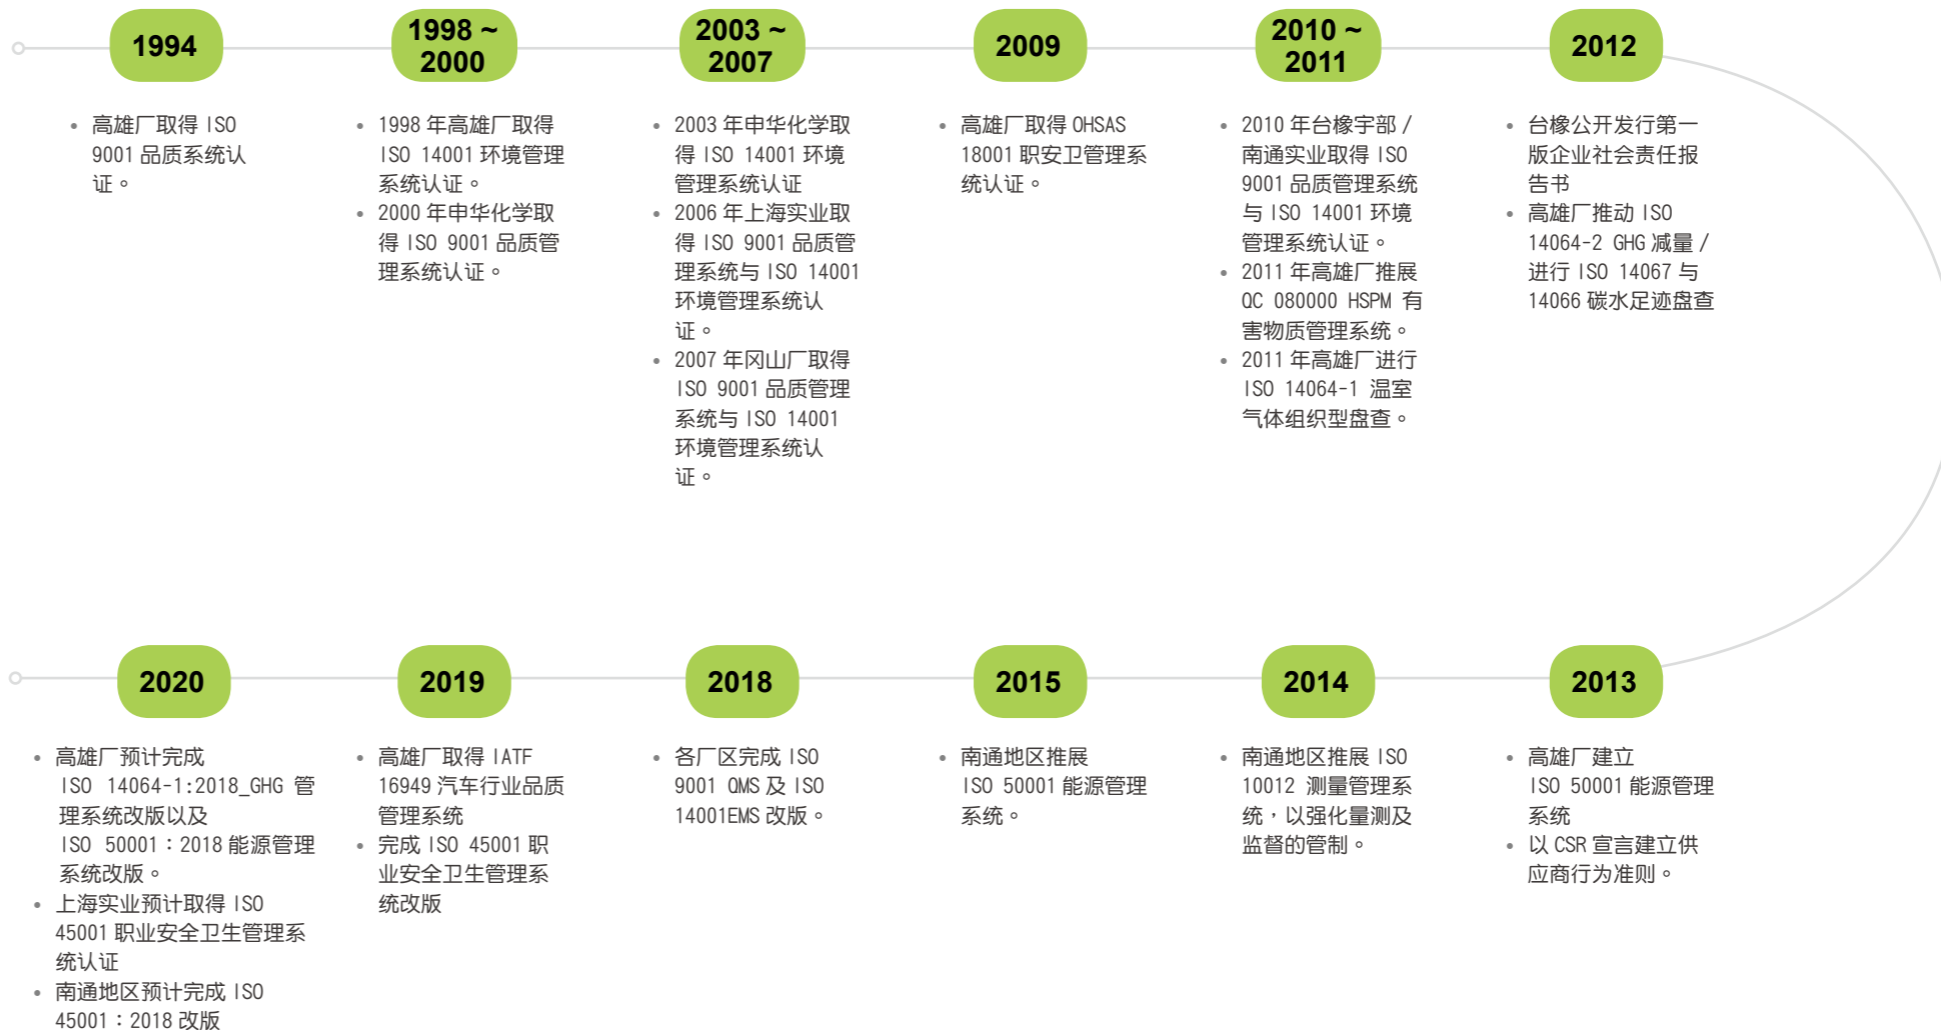 1994
• 高雄厂取得 ISO
9001 品质系统认
证。
1998 ~
2000
• 1998 年高雄厂取得
ISO 14001 环境管理
系统认证。
• 2000 年申华化学取
得 ISO 9001 品质管
理系统认证。
2003 ~
2007
• 2003 年申华化学取
得 ISO 14001 环境
管理系统认证
• 2006 年上海实业取
得 ISO 9001 品质管
理系统与 ISO 14001
环境管理系统认
证。
• 2007 年冈山厂取得
ISO 9001 品质管理
系统与 ISO 14001
环境管理系统认
证。
2009
• 高雄厂取得 OHSAS
18001 职安卫管理系
统认证。
2010 ~
2011
• 2010 年台橡宇部 /
南通实业取得 ISO
9001 品质管理系统
与 ISO 14001 环境
管理系统认证。
• 2011 年高雄厂推展
QC 080000 HSPM 有
害物质管理系统。
• 2011 年高雄厂进行
ISO 14064-1 温室
气体组织型盘查。
2012
• 台橡公开发行第一
版企业社会责任报
告书
• 高雄厂推动 ISO
14064-2 GHG 减量 /
进行 ISO 14067 与
14066 碳水足迹盘查
2020
• 高雄厂预计完成
ISO 14064-1:2018_GHG 管
理系统改版以及
ISO 50001：2018 能源管理
系统改版。
• 上海实业预计取得 ISO
45001 职业安全卫生管理系
统认证
• 南通地区预计完成 ISO
45001：2018 改版
2019
• 高雄厂取得 IATF
16949 汽车行业品质
管理系统
• 完成 ISO 45001 职
业安全卫生管理系
统改版
2018
• 各厂区完成 ISO
9001 QMS 及 ISO
14001EMS 改版。
2015
• 南通地区推展
ISO 50001 能源管理
系统。
2014
• 南通地区推展 ISO
10012 测量管理系
统，以强化量测及
监督的管制。
2013
• 高雄厂建立
ISO 50001 能源管理
系统
• 以 CSR 宣言建立供
应商行为准则。